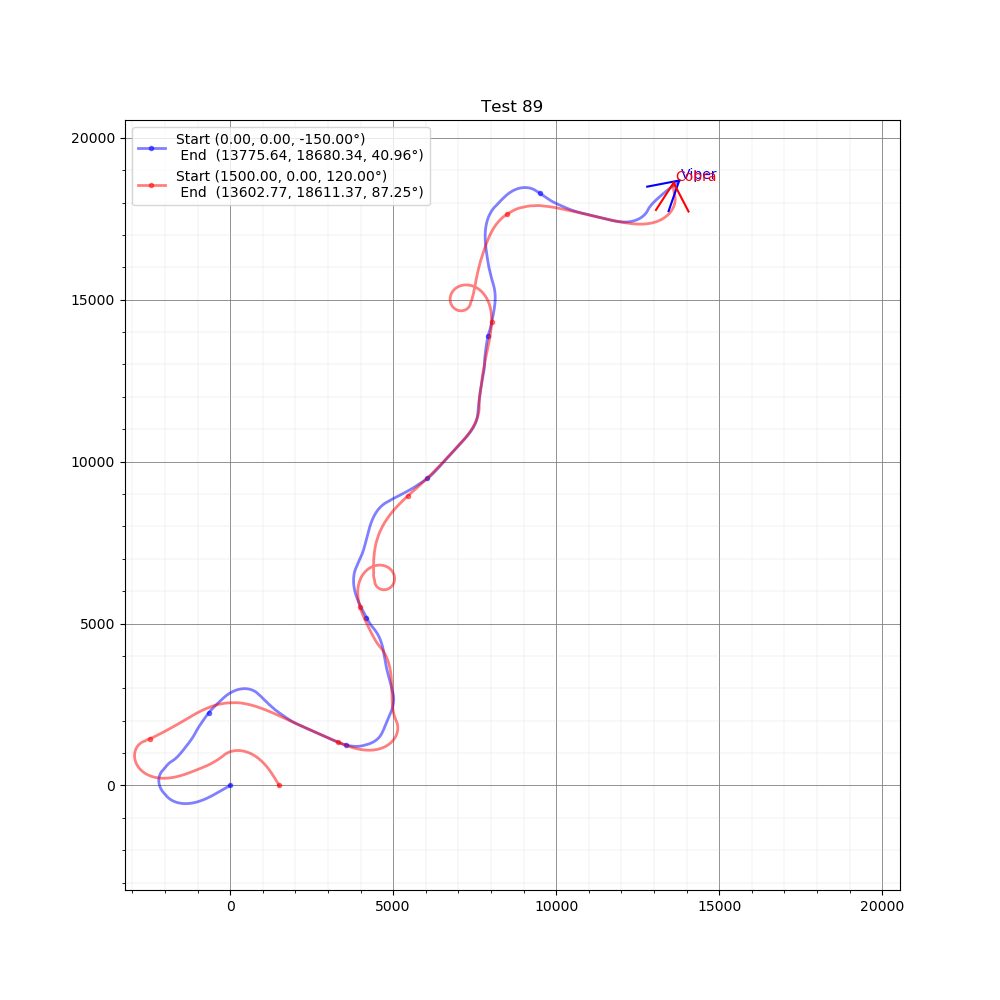 Test 89
20000
15000
10000
5000
0
Start (0.00, 0.00, -150.00°)
End (13775.64, 18680.34, 40.96°)
Start (1500.00, 0.00, 120.00°)
End (13602.77, 18611.37, 87.25°)
Viper
Cobra
0 5000 10000 15000 20000